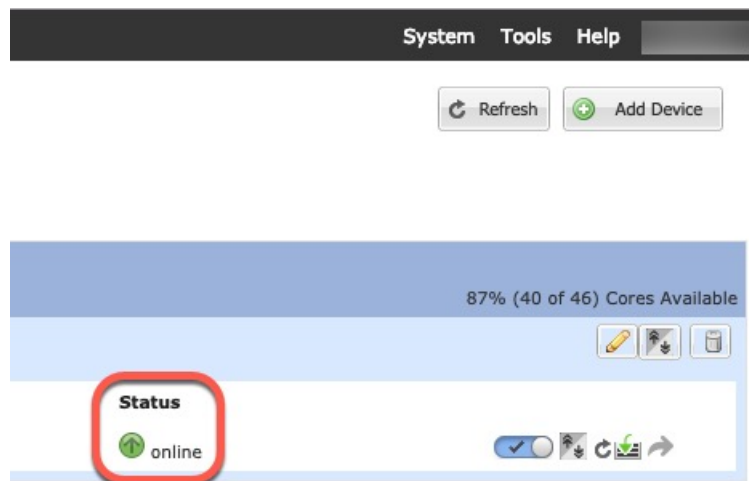 System Tools Help
Refresh Add Device
87% (40 of 46) Cores Available
Status
online